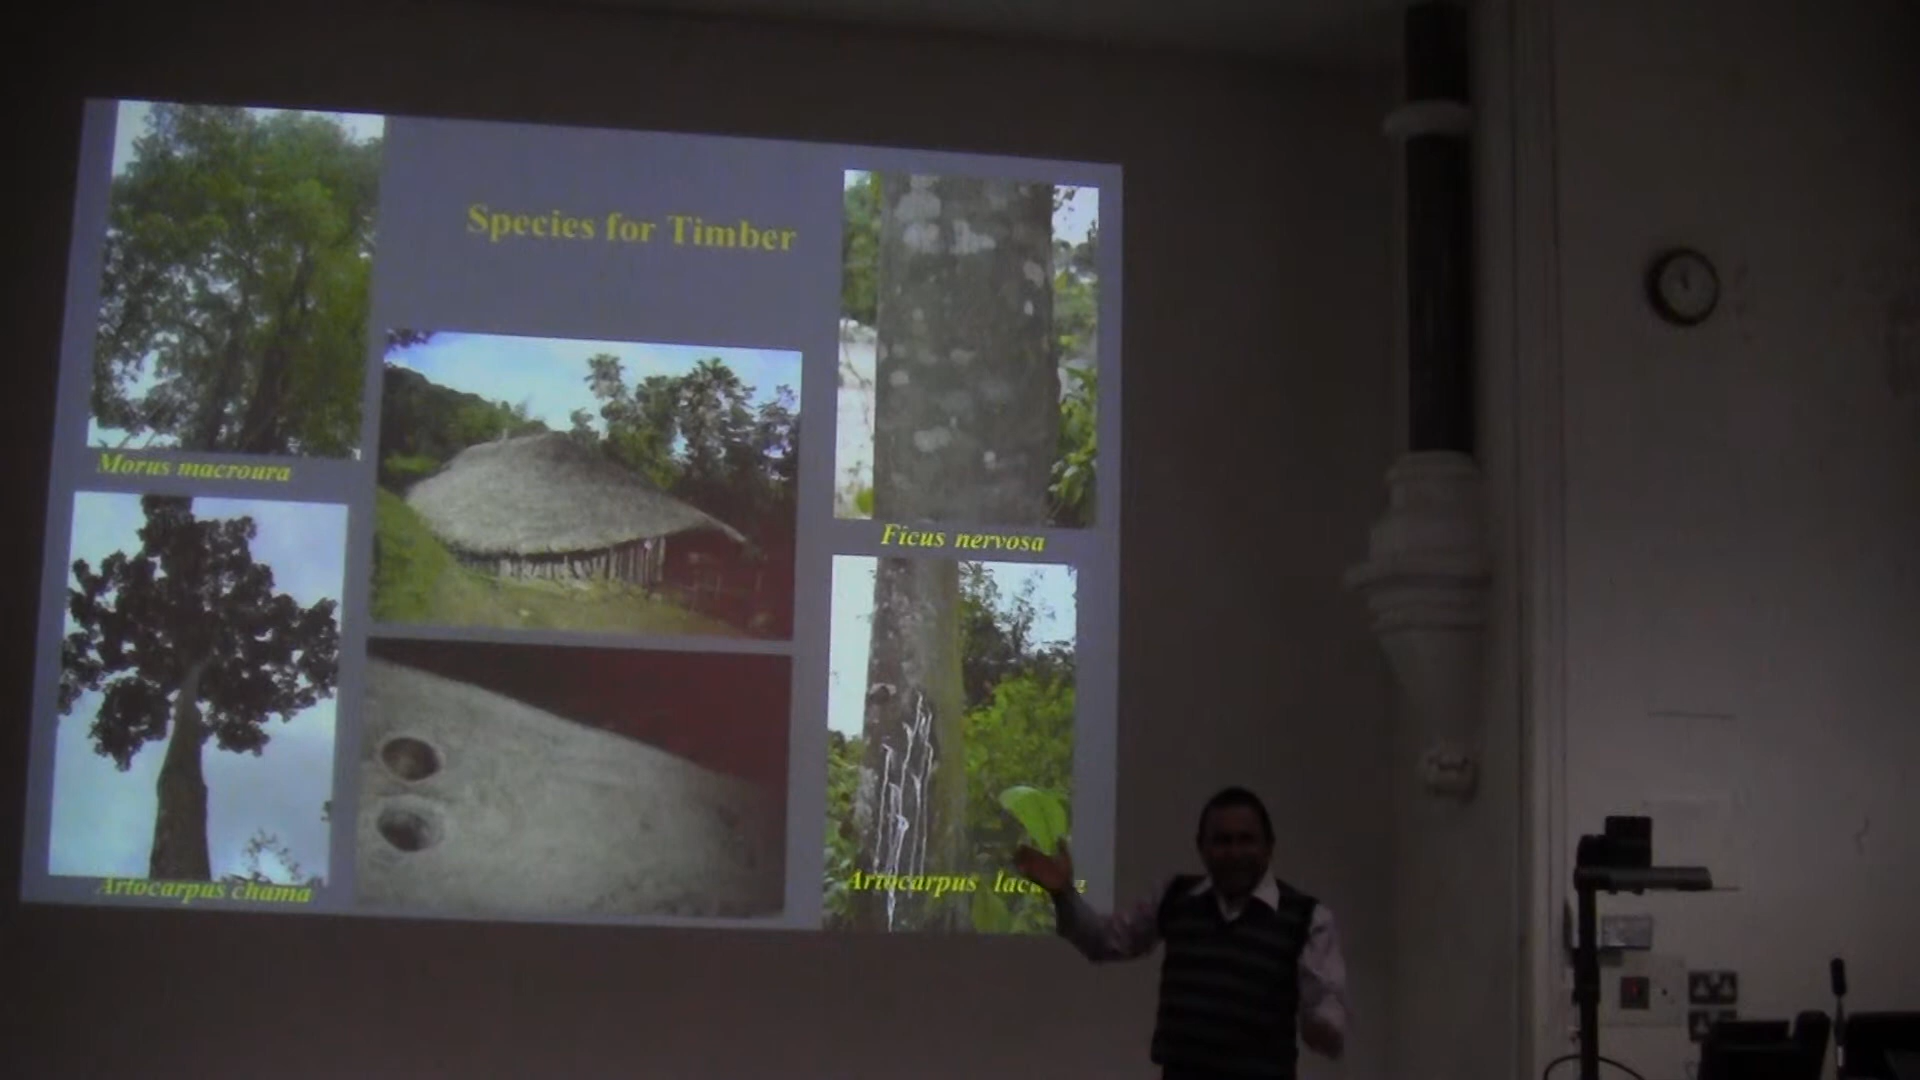 Species for Timber
Morus macroura
Ficus nervosa
Artocarpus chama
Artocarpus